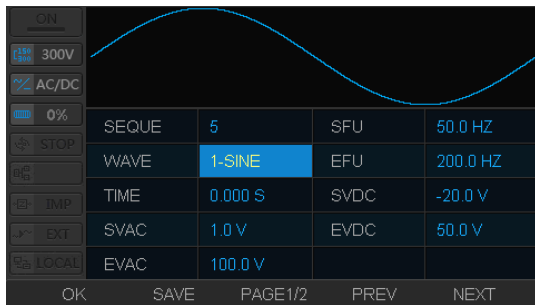 ON
150 300 300V
AC/DC
0%
STOP
IMP
EXT
LOCAL
SEQUE 5 SFU 50.0 HZ
WAVE 1-SINE EFU 200.0 HZ
TIME 0.000 S SVDC -20.0 V
SVAC 1.0 V EVDC 50.0 V
EVAC 100.0 V
OK SAVE PAGE1/2 PREV NEXT